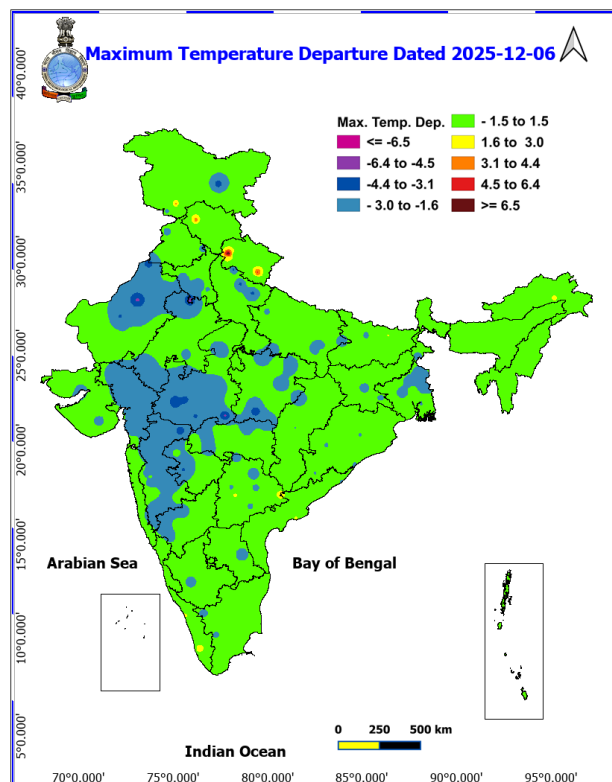 Maximum Temperature Departure Dated 2025-12-06
Max. Temp. Dep.
<= -6.5
-6.4 to -4.5
-4.4 to -3.1
- 3.0 to -1.6
- 1.5 to 1.5
1.6 to 3.0
3.1 to 4.4
4.5 to 6.4
>= 6.5
40°0.000'
35°0.000'
30°0.000'
25°0.000'
20°0.000'
15°0.000'
10°0.000'
5°0.000'
Arabian Sea
Bay of Bengal
Indian Ocean
0 250 500 km
70°0.000' 75°0.000' 80°0.000' 85°0.000' 90°0.000' 95°0.000'